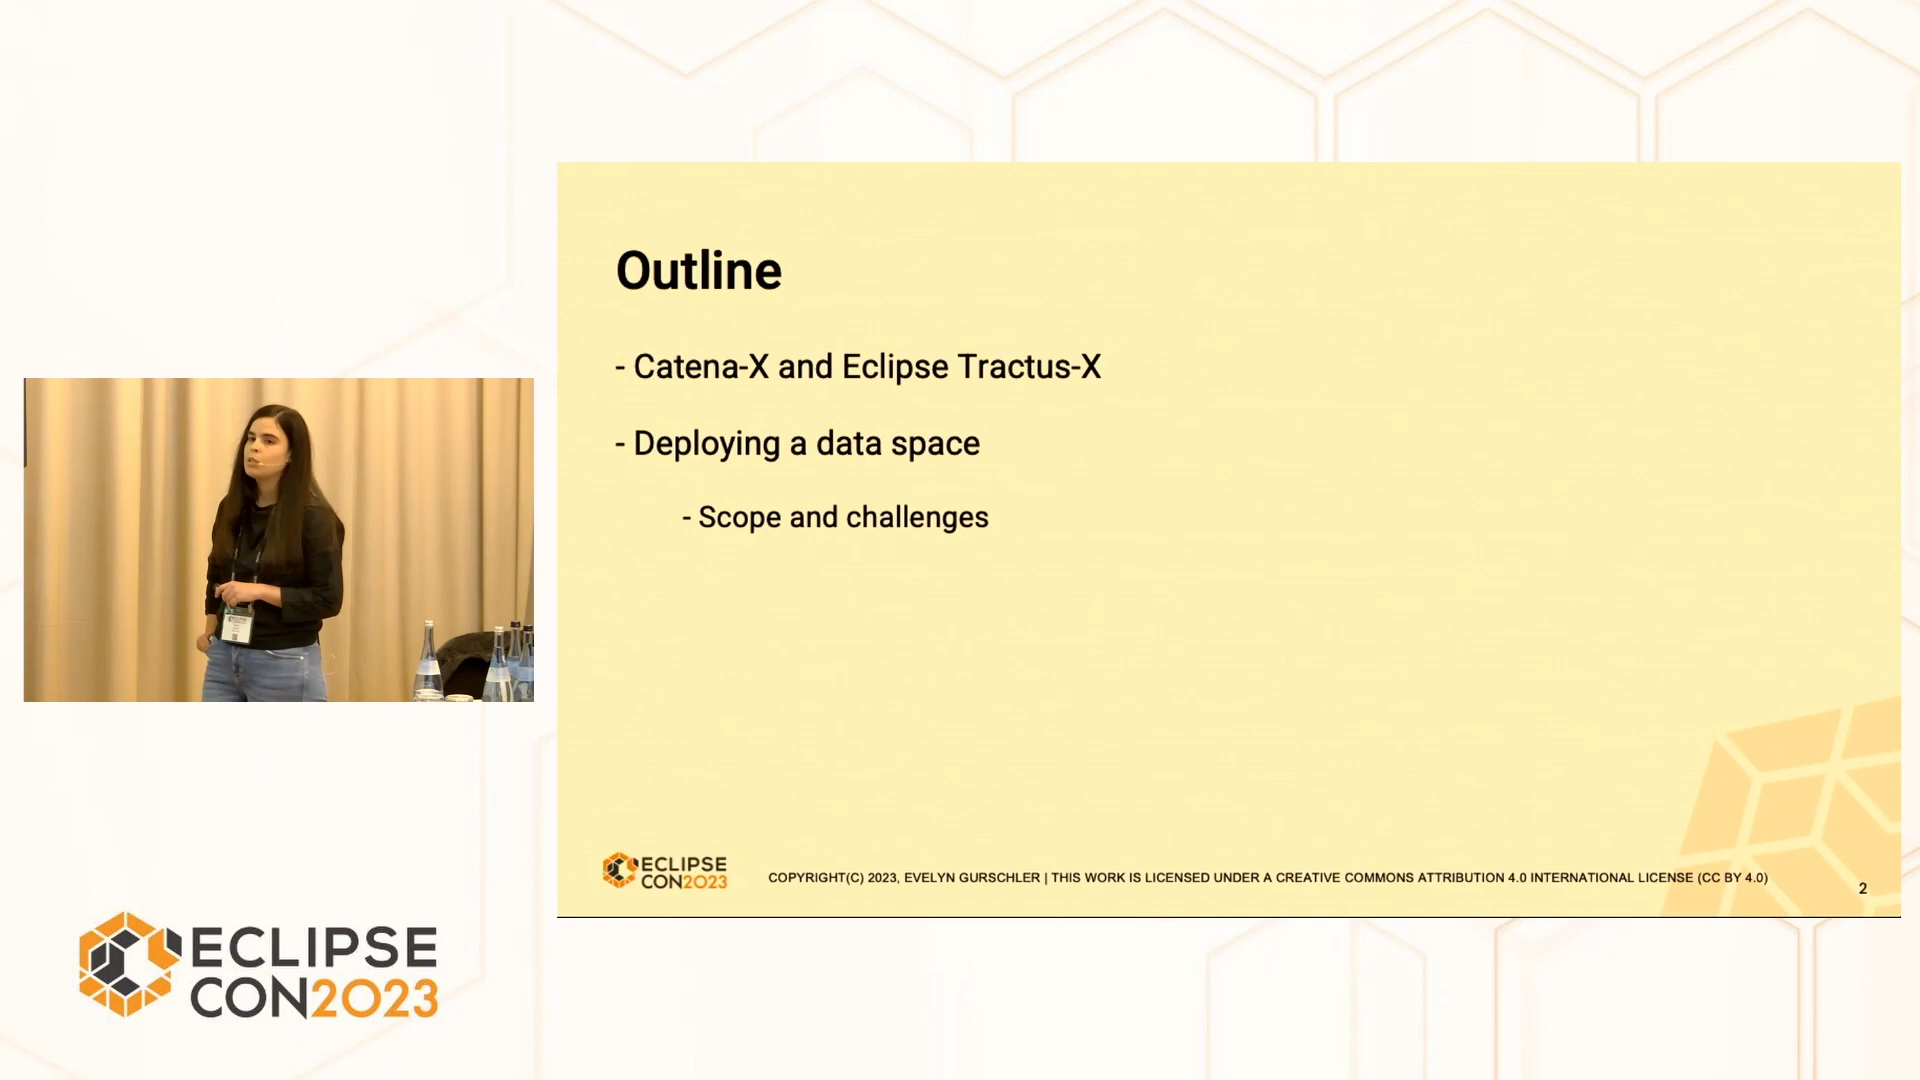 Outline
- Catena-X and Eclipse Tractus-X
- Deploying a data space
- Scope and challenges
ECLIPSE
CON2023
COPYRIGHT(C) 2023, EVELYN GURSCHLER | THIS WORK IS LICENSED UNDER A CREATIVE COMMONS ATTRIBUTION 4.0 INTERNATIONAL LICENSE (CC BY 4.0)
2
ECLIPSE
CON2023